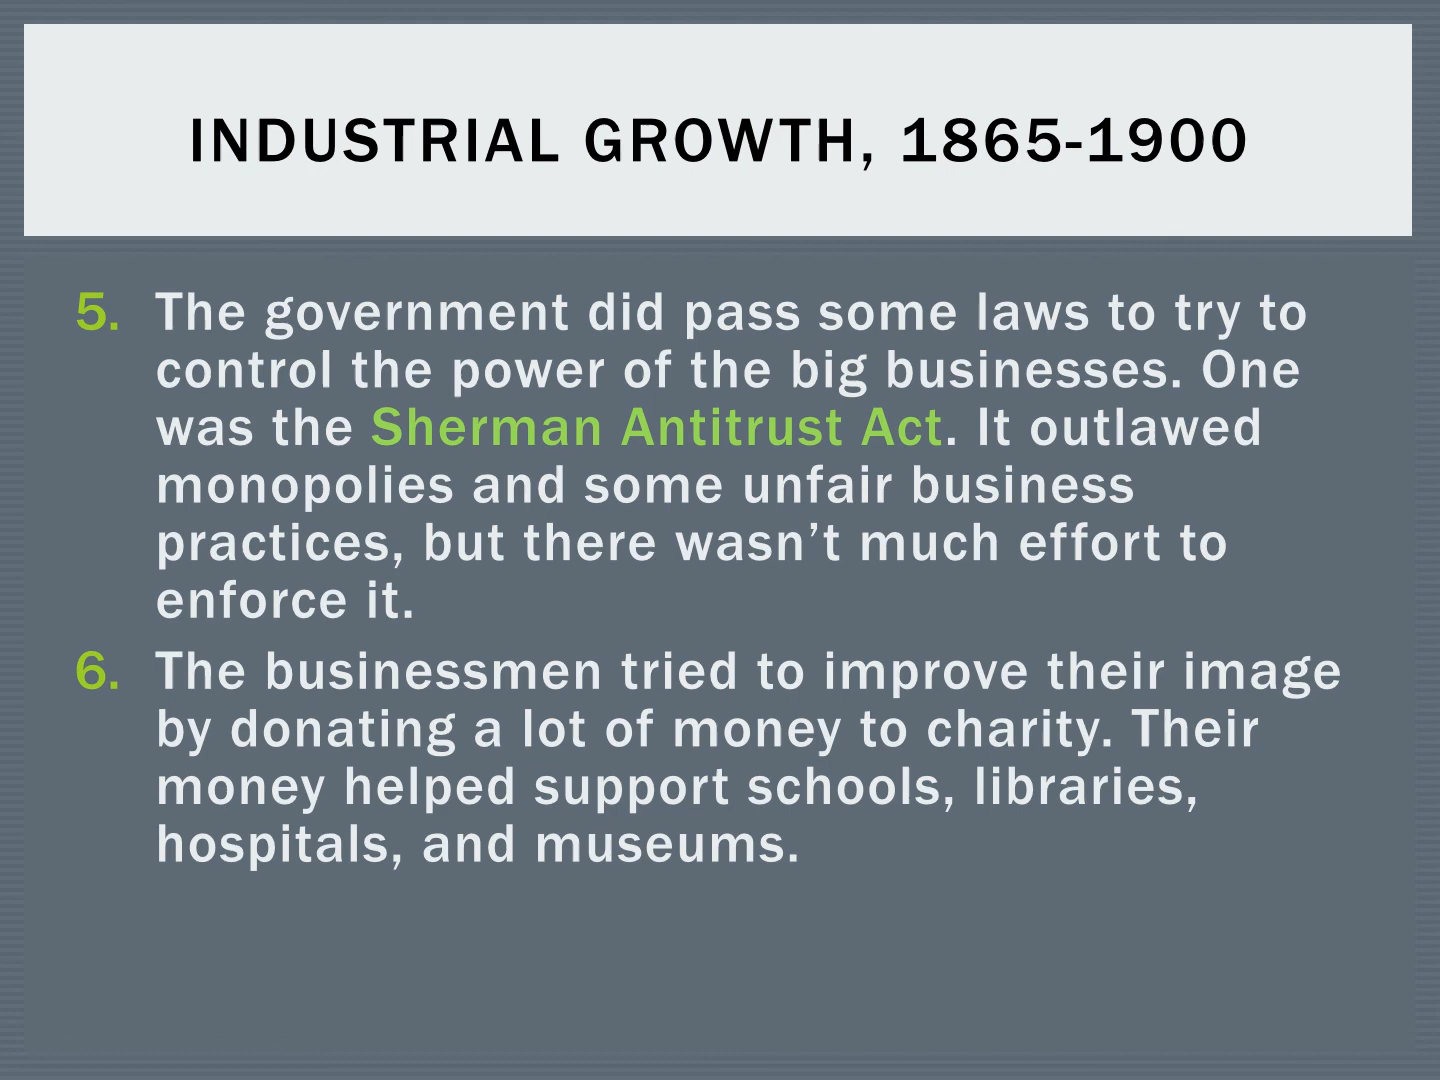 INDUSTRIAL GROWTH, 1865-1900
5. The government did pass some laws to try to
control the power of the big businesses. One
was the Sherman Antitrust Act. It outlawed
monopolies and some unfair business
practices, but there wasn’t much effort to
enforce it.
6. The businessmen tried to improve their image
by donating a lot of money to charity. Their
money helped support schools, libraries,
hospitals, and museums.